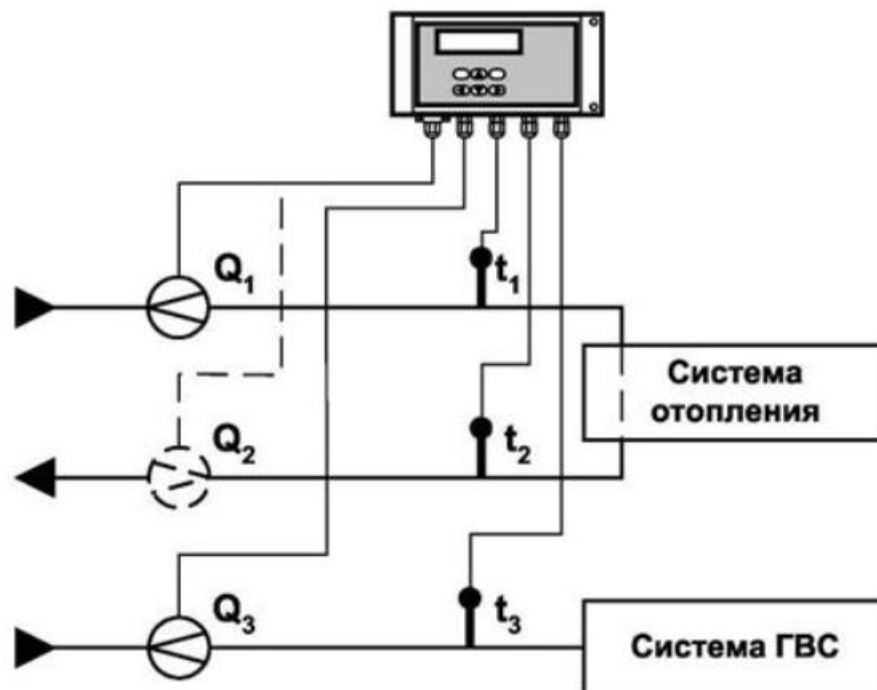 Q₁
t₁
Система
отопления
Q₂
t₂
Q₃
t₃
Система ГВС